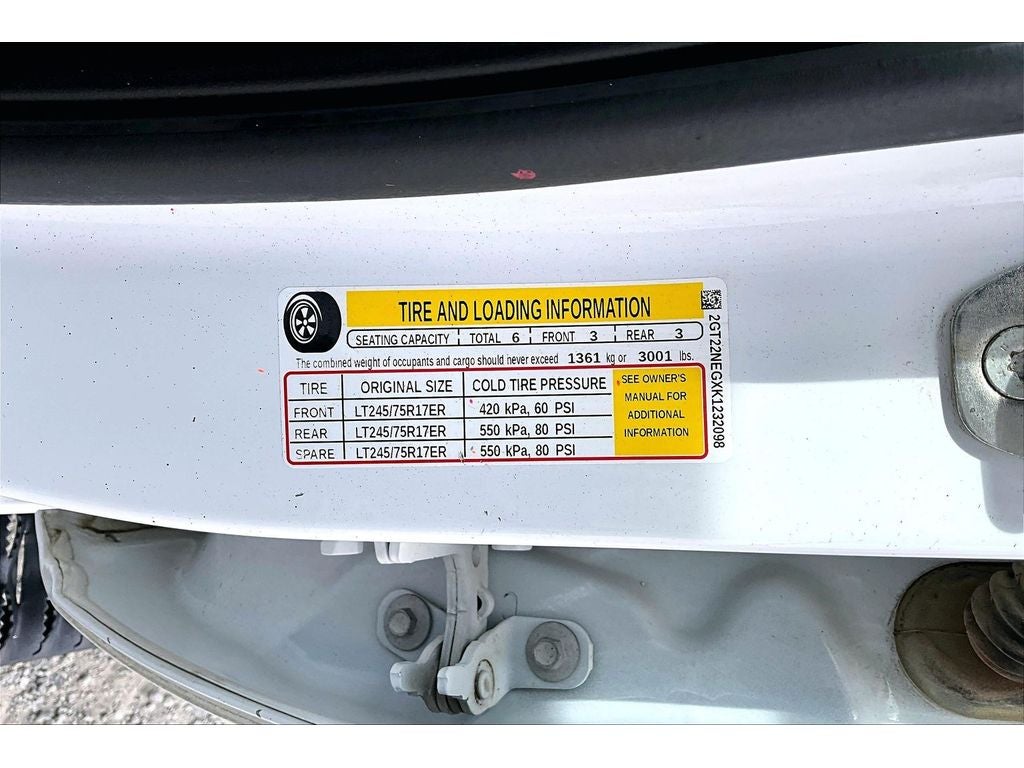 TIRE AND LOADING INFORMATION
SEATING CAPACITY TOTAL 6 FRONT 3 REAR 3
The combined weight of occupants and cargo should never exceed 1361 kg or 3001 lbs.
TIRE ORIGINAL SIZE COLD TIRE PRESSURE
FRONT LT245/75R17ER 420 kPa, 60 PSI
REAR LT245/75R17ER 550 kPa, 80 PSI
SPARE LT245/75R17ER 550 kPa, 80 PSI
SEE OWNER'S
MANUAL FOR
ADDITIONAL
INFORMATION
2GT22NEGXK1232098